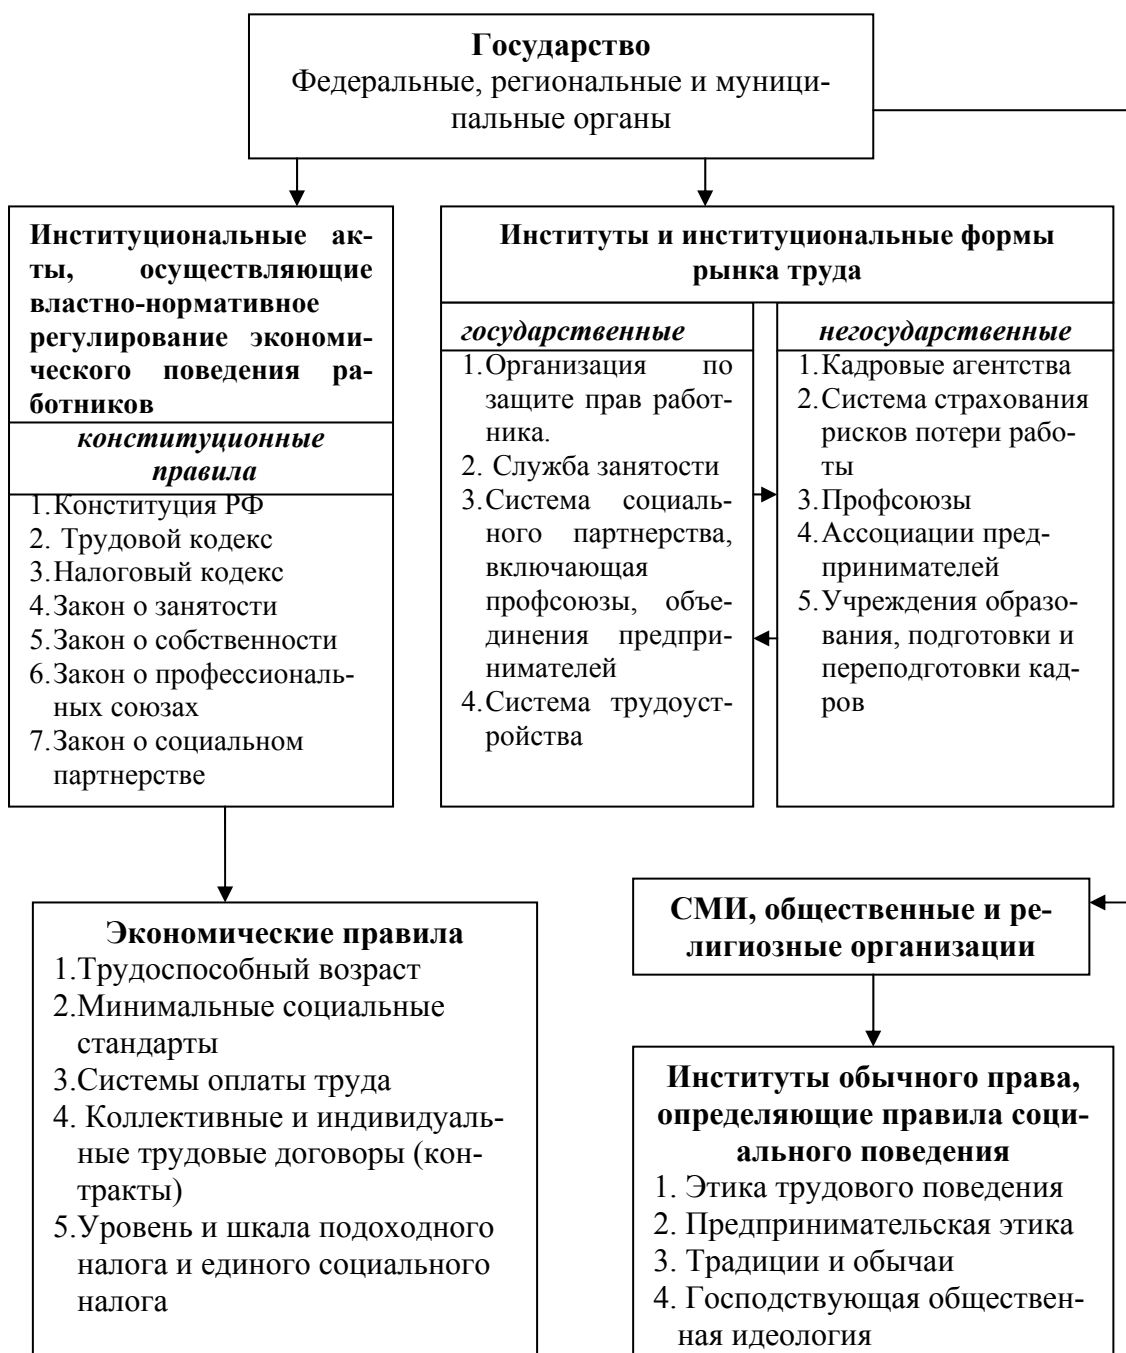 Государство
Федеральные, региональные и муници-
пальные органы
Институциональные ак-
ты, осуществляющие
властно-нормативное
регулирование экономи-
ческого поведения ра-
ботников
конституционные
правила
1.Конституция РФ
2. Трудовой кодекс
3.Налоговый кодекс
4.Закон о занятости
5.Закон о собственности
6.Закон о профессиональ-
ных союзах
7.Закон о социальном
партнерстве
Институты и институциональные формы
рынка труда
государственные
1.Организация по
защите прав работ-
ника.
2. Служба занятости
3.Система социаль-
ного партнерства,
включающая
профсоюзы, объе-
динения предпри-
нимателей
4.Система трудоуст-
ройства
негосударственные
1.Кадровые агентства
2.Система страхования
рисков потери рабо-
ты
3.Профсоюзы
4.Ассоциации пред-
принимателей
5.Учреждения образо-
вания, подготовки и
переподготовки кад-
ров
Экономические правила
1.Трудоспособный возраст
2.Минимальные социальные
стандарты
3.Системы оплаты труда
4. Коллективные и индивидуаль-
ные трудовые договоры (кон-
тракты)
5.Уровень и шкала подоходного
налога и единого социального
налога
СМИ, общественные и ре-
лигиозные организации
Институты обычного права,
определяющие правила соци-
ального поведения
1. Этика трудового поведения
2. Предпринимательская этика
3. Традиции и обычаи
4. Господствующая обществен-
ная идеология